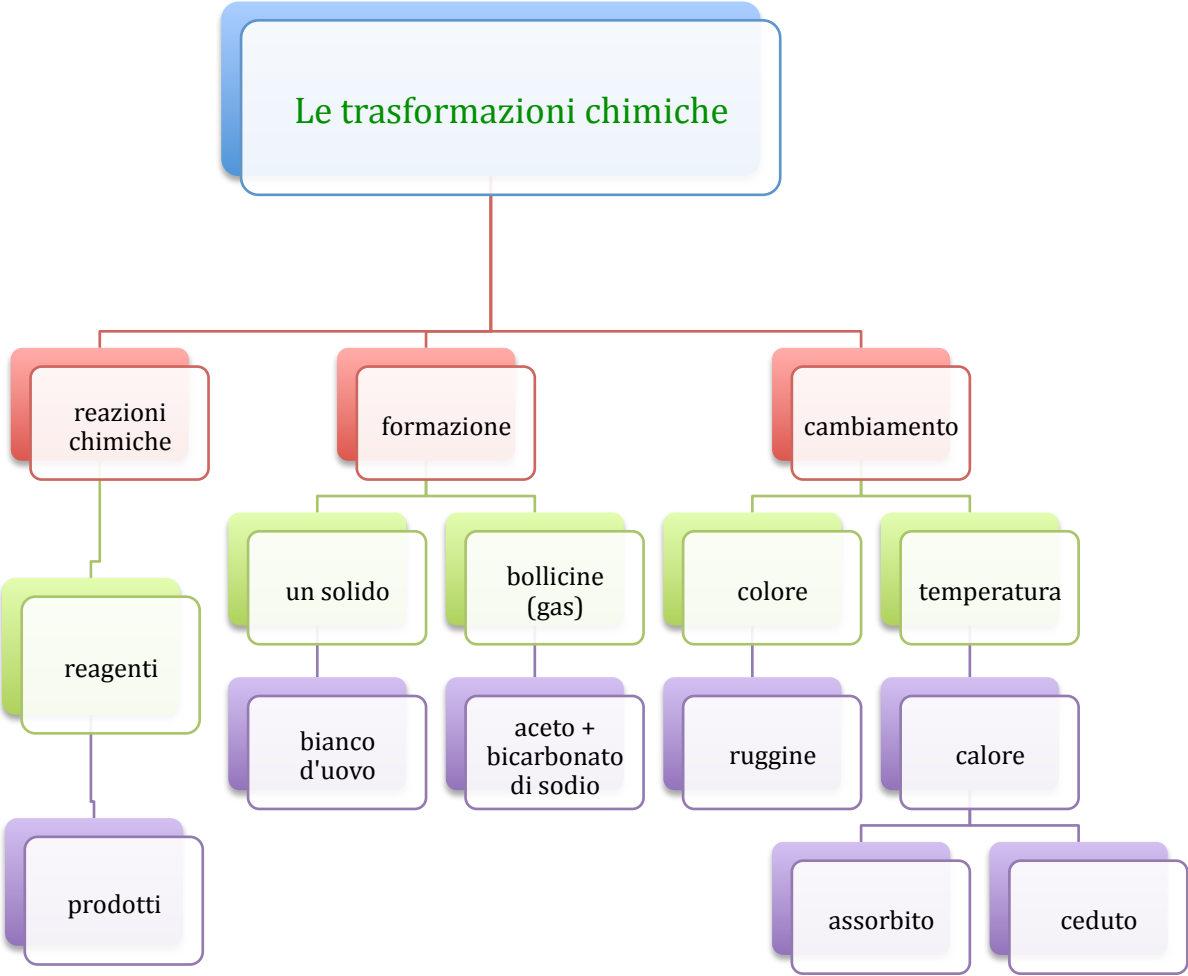 Le trasformazioni chimiche
reazioni
chimiche
formazione
cambiamento
un solido
bollicine
(gas)
colore
temperatura
reagenti
bianco
d'uovo
aceto +
bicarbonato
di sodio
ruggine
calore
prodotti
assorbito
ceduto